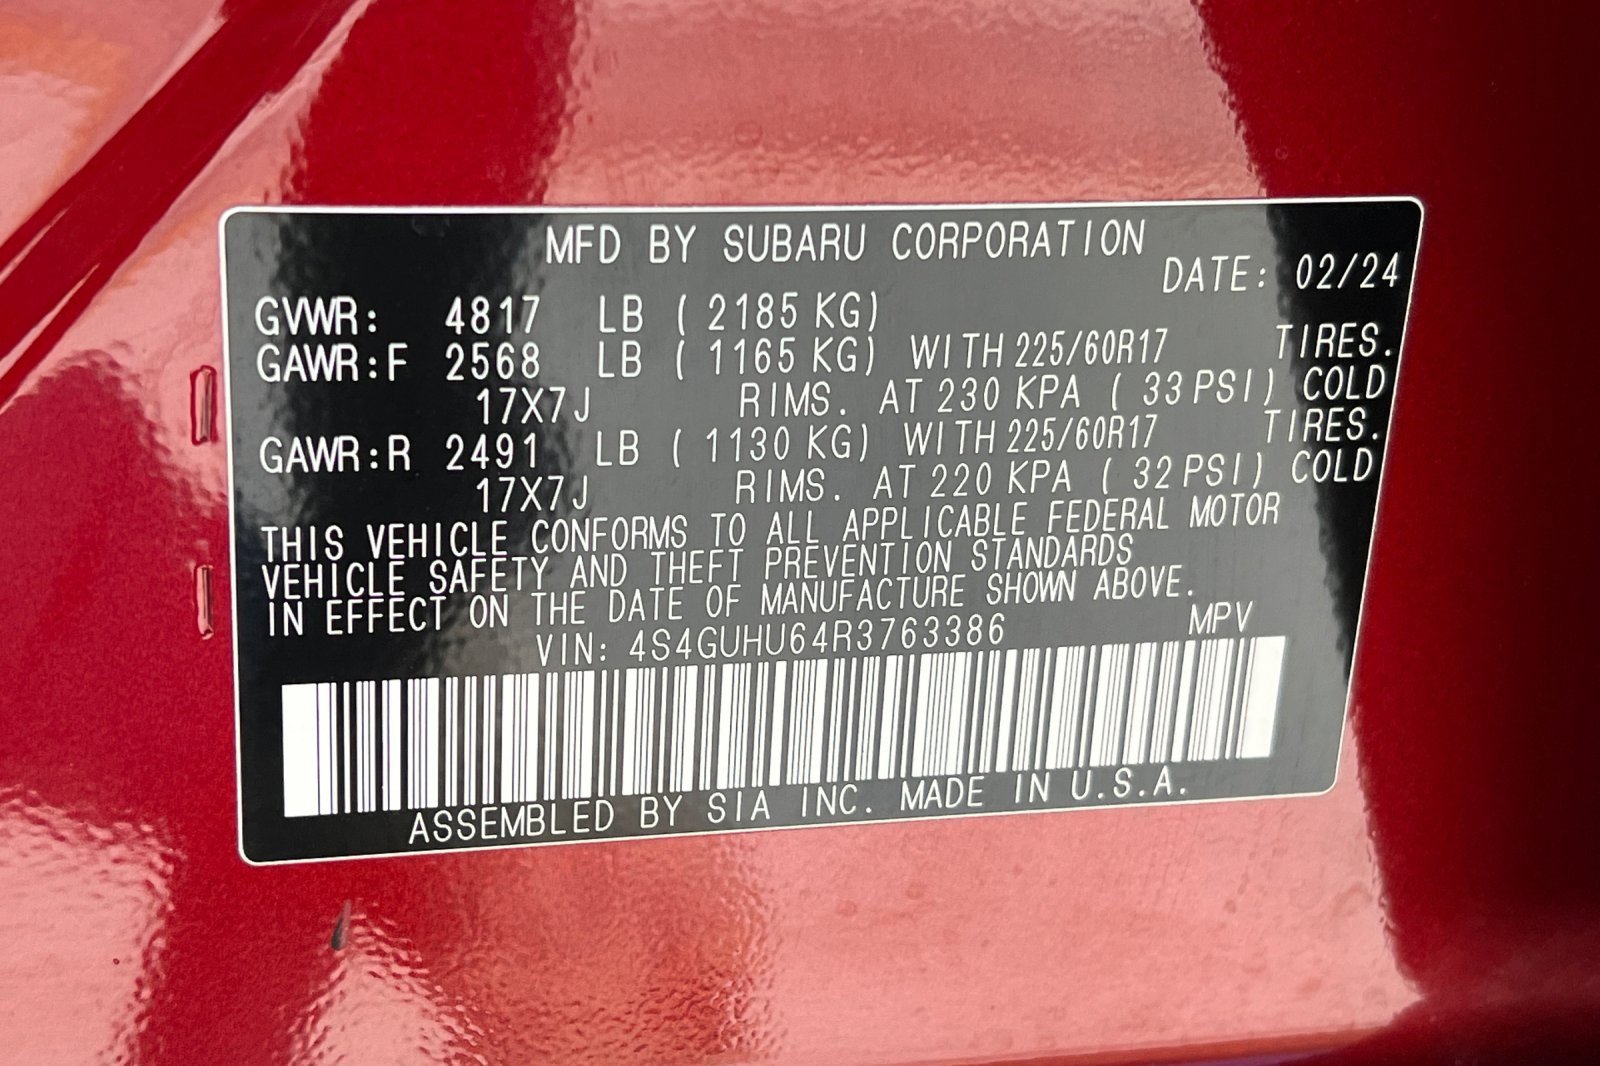 MFD BY SUBARU CORPORATION
DATE: 02/24
GVWR: 4817 LB ( 2185 KG)
GAWR:F 2568 LB ( 1165 KG) WITH 225/60R17 TIRES.
17X7J RIMS. AT 230 KPA ( 33 PSI) COLD
GAWR:R 2491 LB ( 1130 KG) WITH 225/60R17 TIRES.
17X7J RIMS. AT 220 KPA ( 32 PSI) COLD
THIS VEHICLE CONFORMS TO ALL APPLICABLE FEDERAL MOTOR
VEHICLE SAFETY AND THEFT PREVENTION STANDARDS
IN EFFECT ON THE DATE OF MANUFACTURE SHOWN ABOVE.
VIN: 4S4GUHU64R3763386 MPV
ASSEMBLED BY SIA INC. MADE IN U.S.A.